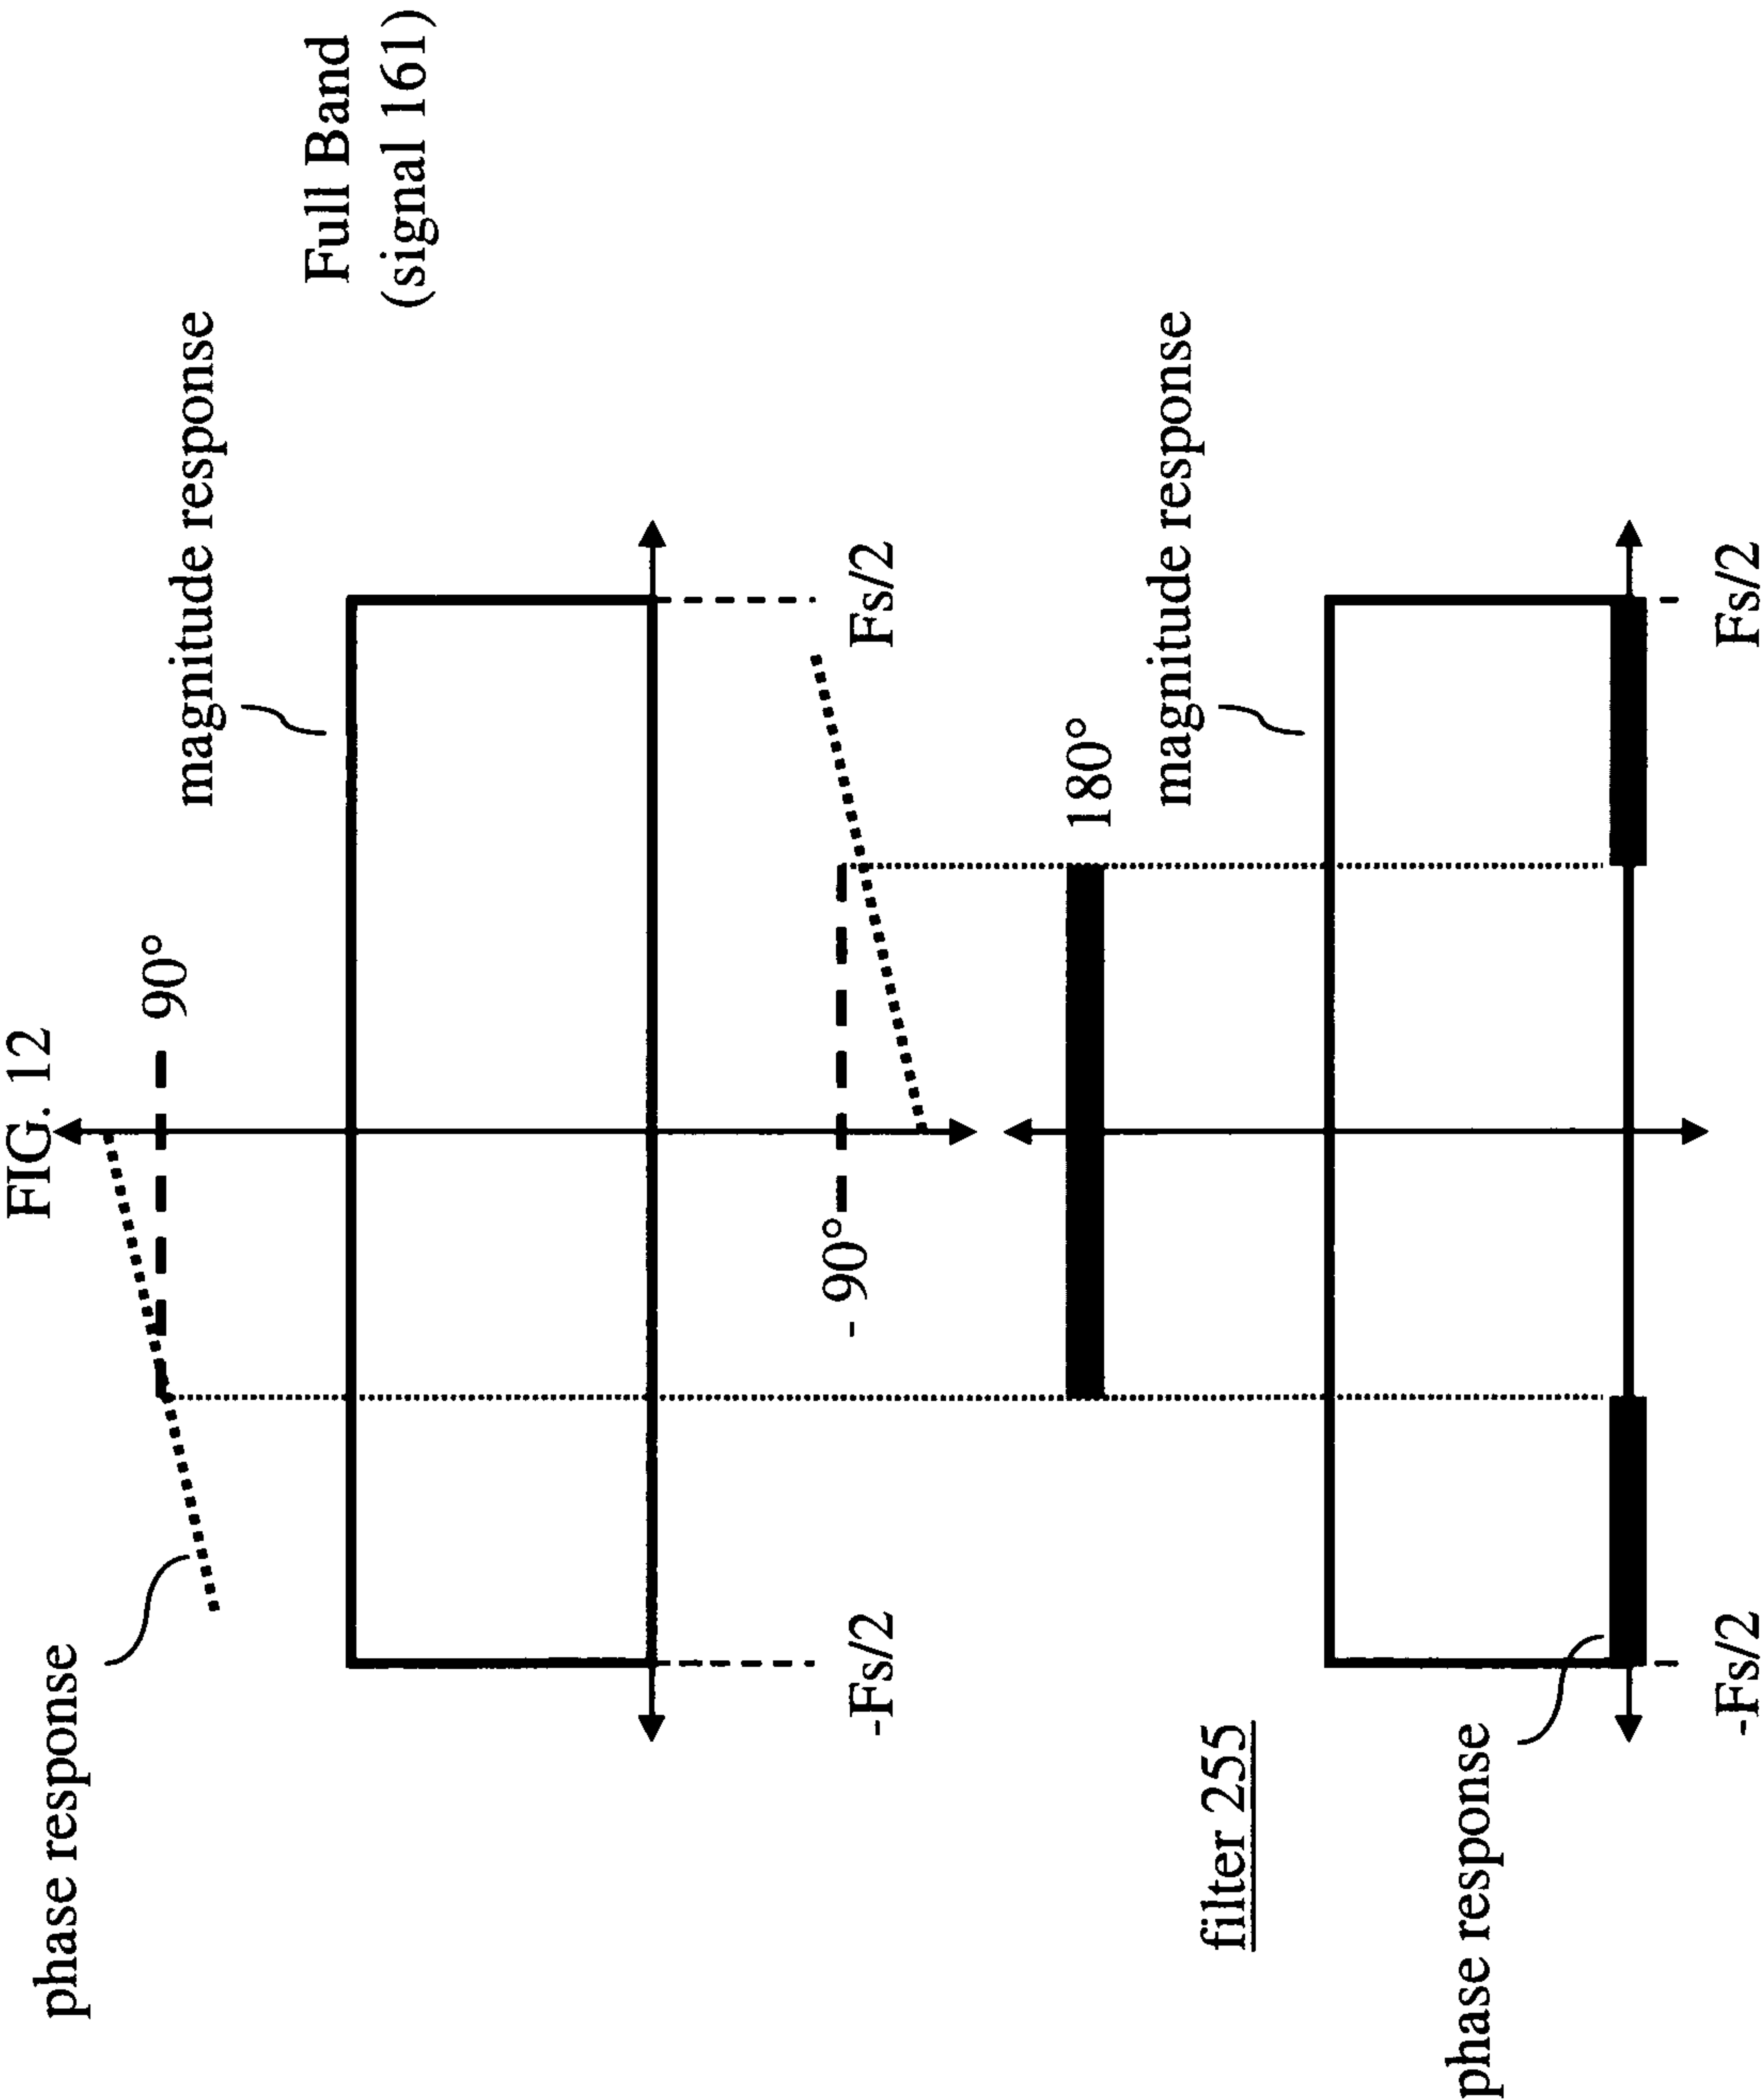 FIG. 12
phase response
90°
magnitude response
Full Band
(signal 161)
-Fs/2
Fs/2
- 90°
180°
filter 255
magnitude response
phase response
-Fs/2
Fs/2